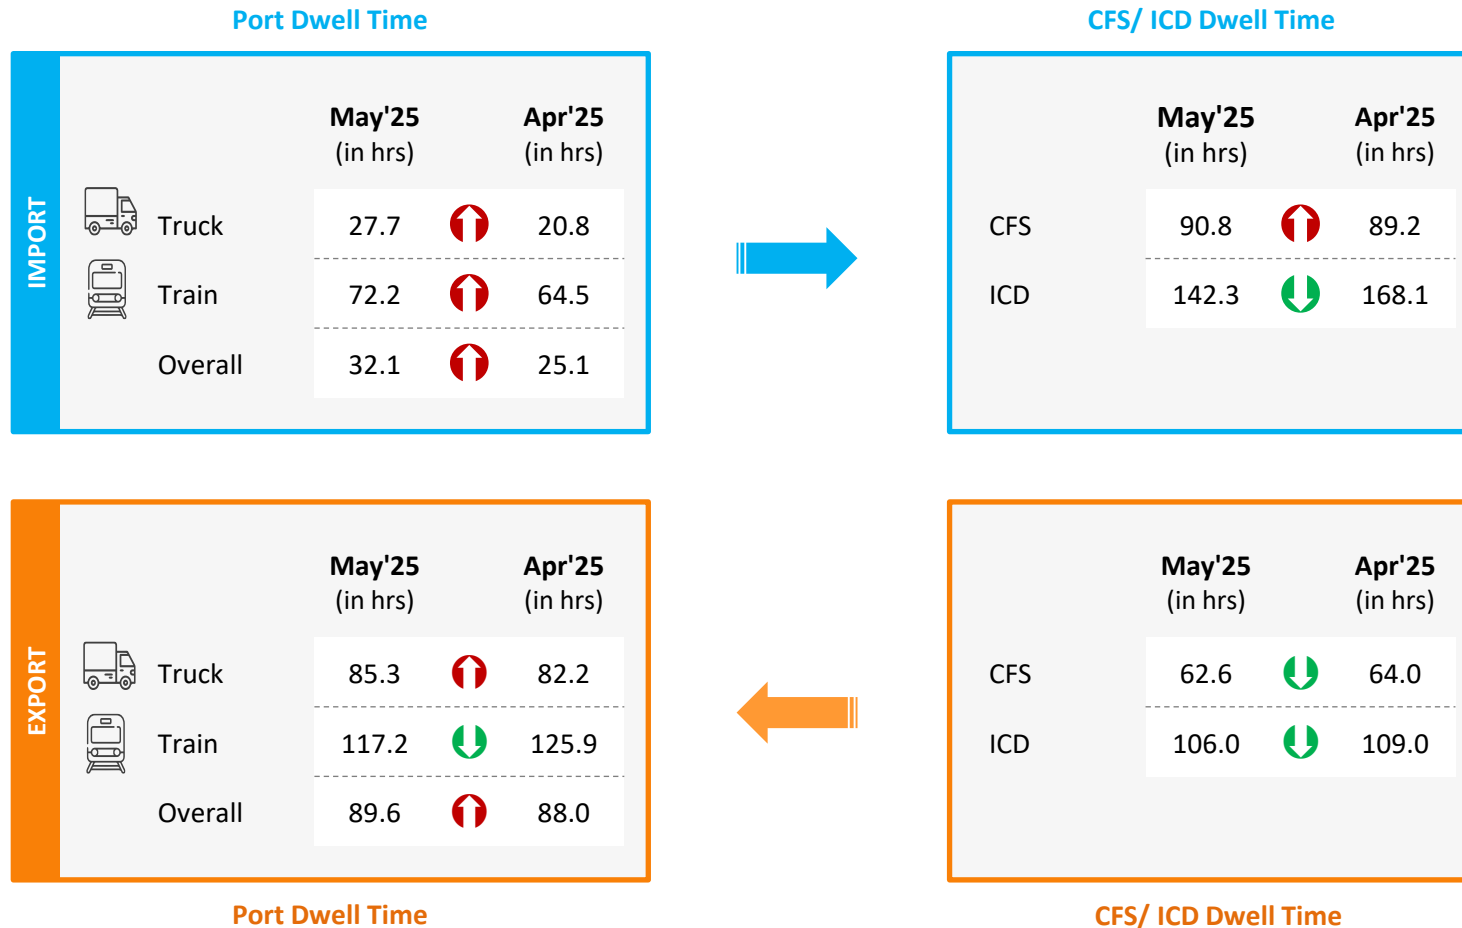 Port Dwell Time
CFS/ ICD Dwell Time
IMPORT
May'25 Apr'25
(in hrs) (in hrs)
Truck 27.7 20.8
Train 72.2 64.5
Overall 32.1 25.1
May'25 Apr'25
(in hrs) (in hrs)
CFS 90.8 89.2
ICD 142.3 168.1
EXPORT
May'25 Apr'25
(in hrs) (in hrs)
Truck 85.3 82.2
Train 117.2 125.9
Overall 89.6 88.0
May'25 Apr'25
(in hrs) (in hrs)
CFS 62.6 64.0
ICD 106.0 109.0
Port Dwell Time
CFS/ ICD Dwell Time